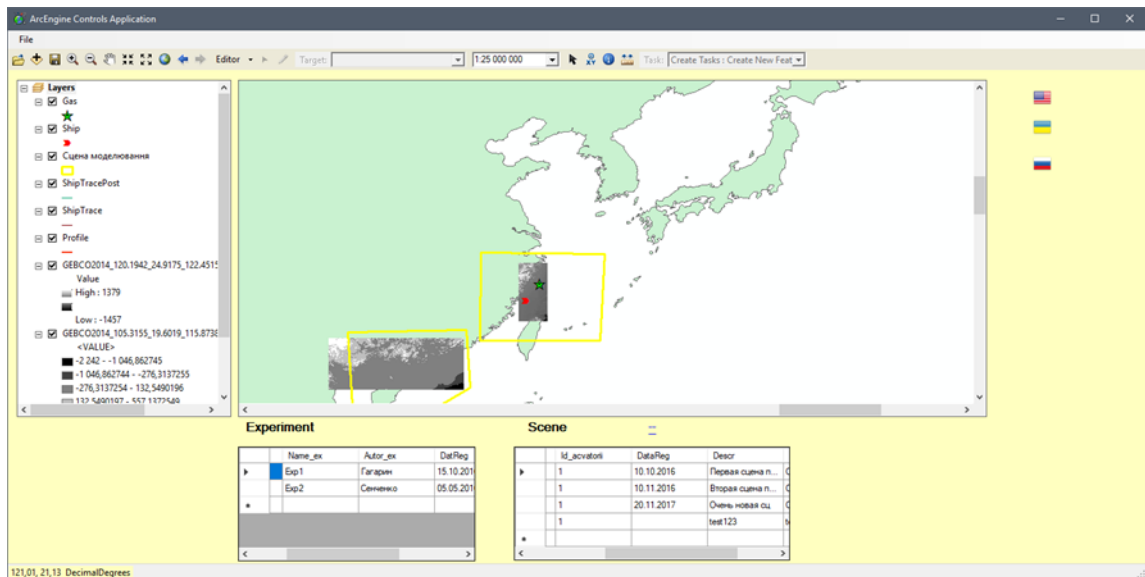 ArcEngine Controls Application
File
Editor Target: 1:25 000 000 Task: Create Tasks : Create New Feat
Layers
Gas
Ship
Сцена моделювання
ShipTracePost
ShipTrace
Profile
GEBCO2014_120.1942_24.9175_122.4515
Value
High : 1379
Low : -1457
GEBCO2014_105.3155_19.6019_115.8738
<VALUE>
-2 242 - -1 046,862745
-1 046,862744 - -276,3137255
-276,3137254 - 132,5490196
132,5490197 - 557,1372549
Experiment Scene
Name_ex Autor_ex DatReg
Exp1 Гагарин 15.10.201
Exp2 Семченко 05.05.201
Id_acvatorii DataReg Descr
1 10.10.2016 Первая сцена п...
1 10.11.2016 Вторая сцена п...
1 20.11.2017 Очень новая сц
1 test123
121,01, 21,13 DecimalDegrees